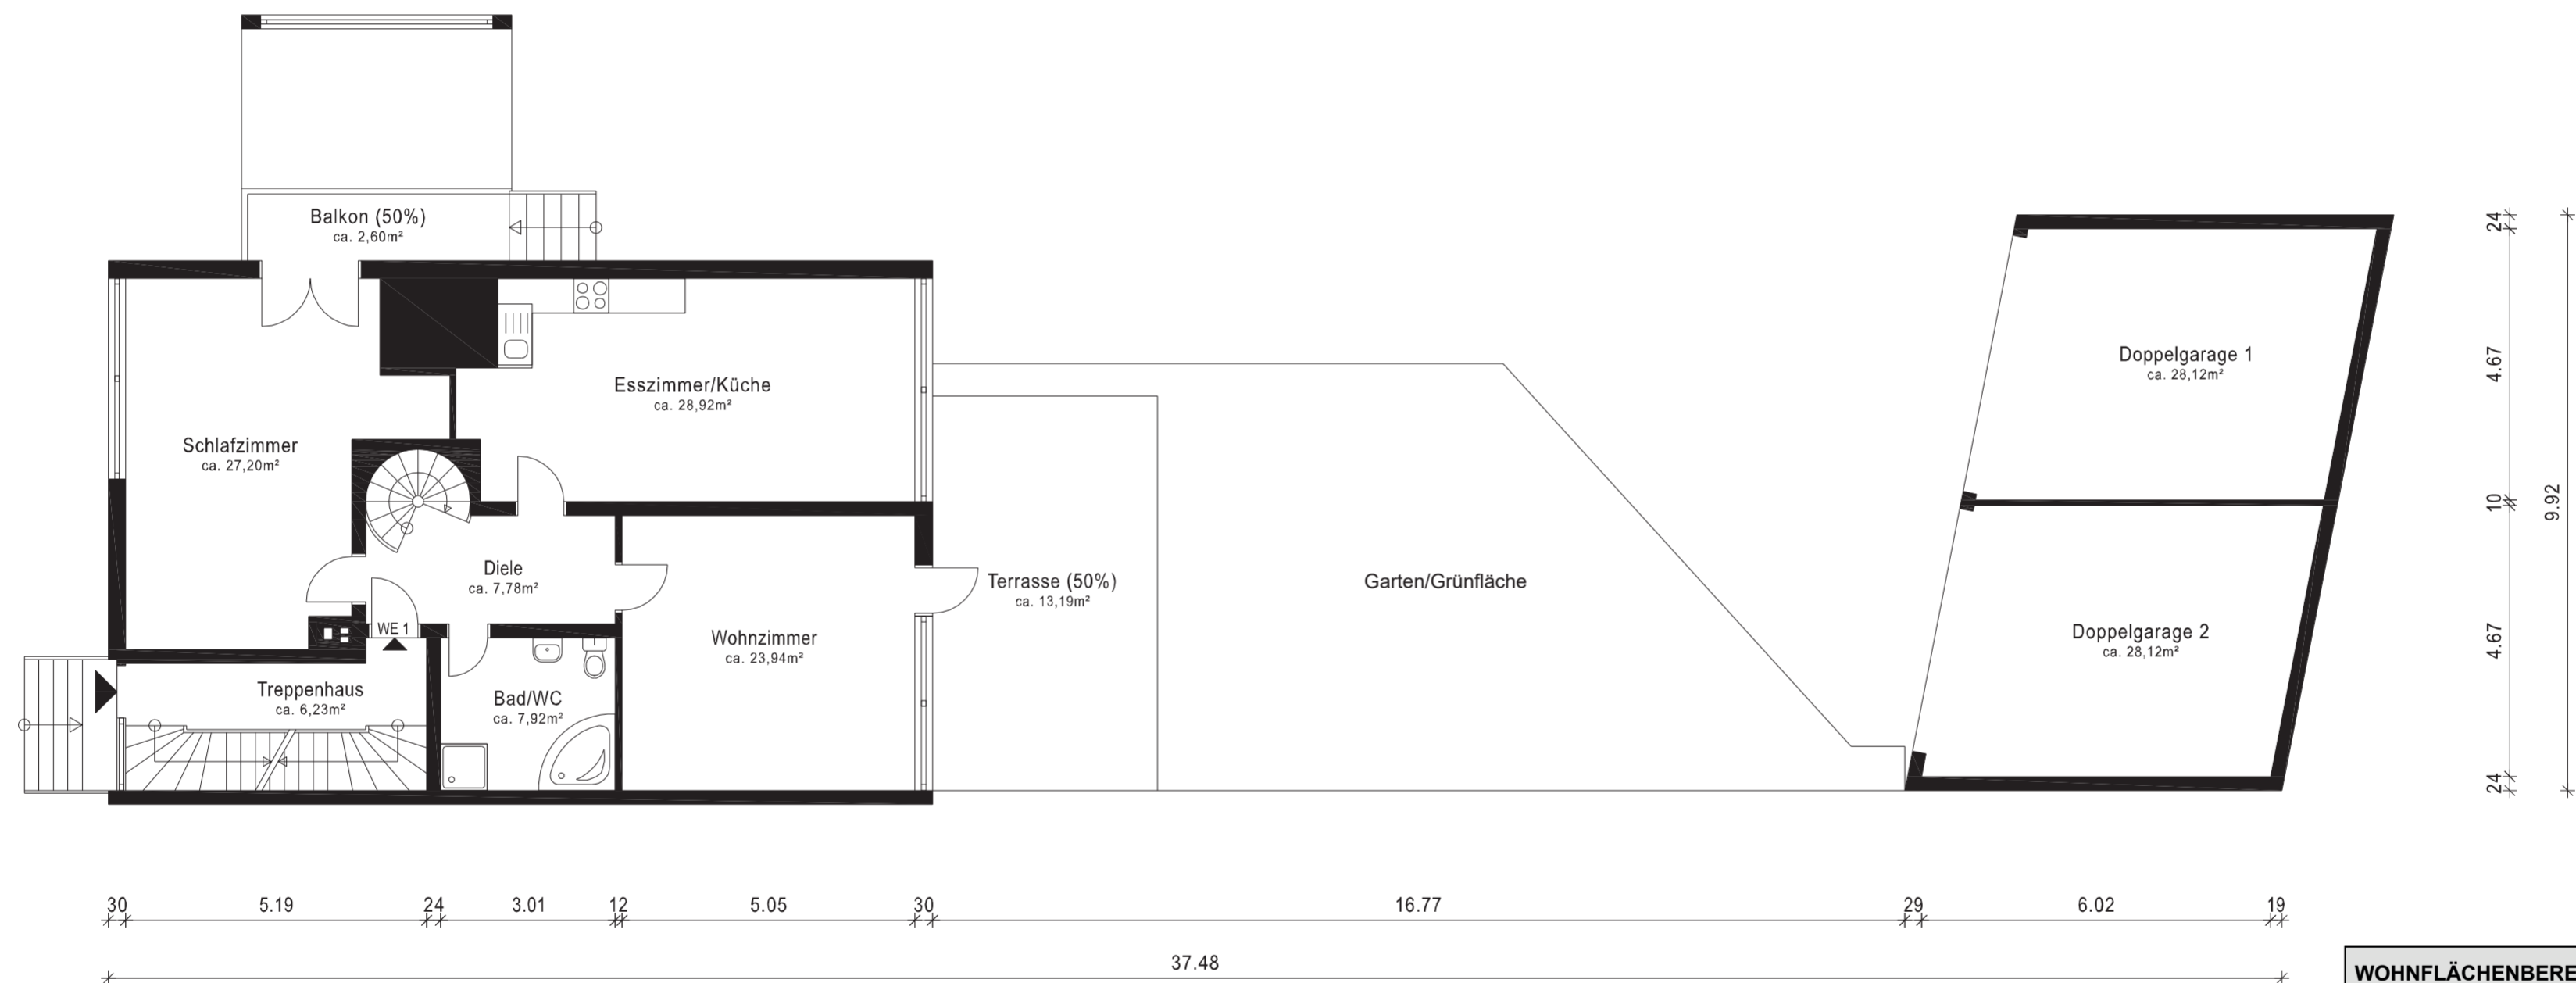 Balkon (50%)
ca. 2,60m²
Esszimmer/Küche
ca. 28,92m²
Schlafzimmer
ca. 27,20m²
Diele
ca. 7,78m²
WE 1
Wohnzimmer
ca. 23,94m²
Treppenhaus
ca. 6,23m²
Bad/WC
ca. 7,92m²
Terrasse (50%)
ca. 13,19m²
Garten/Grünfläche
Doppelgarage 1
ca. 28,12m²
Doppelgarage 2
ca. 28,12m²
24
4.67
10
4.67
24
9.92
30 5.19 24 3.01 12 5.05 30 16.77 29 6.02 19
37.48
WOHNFLÄCHENBERE